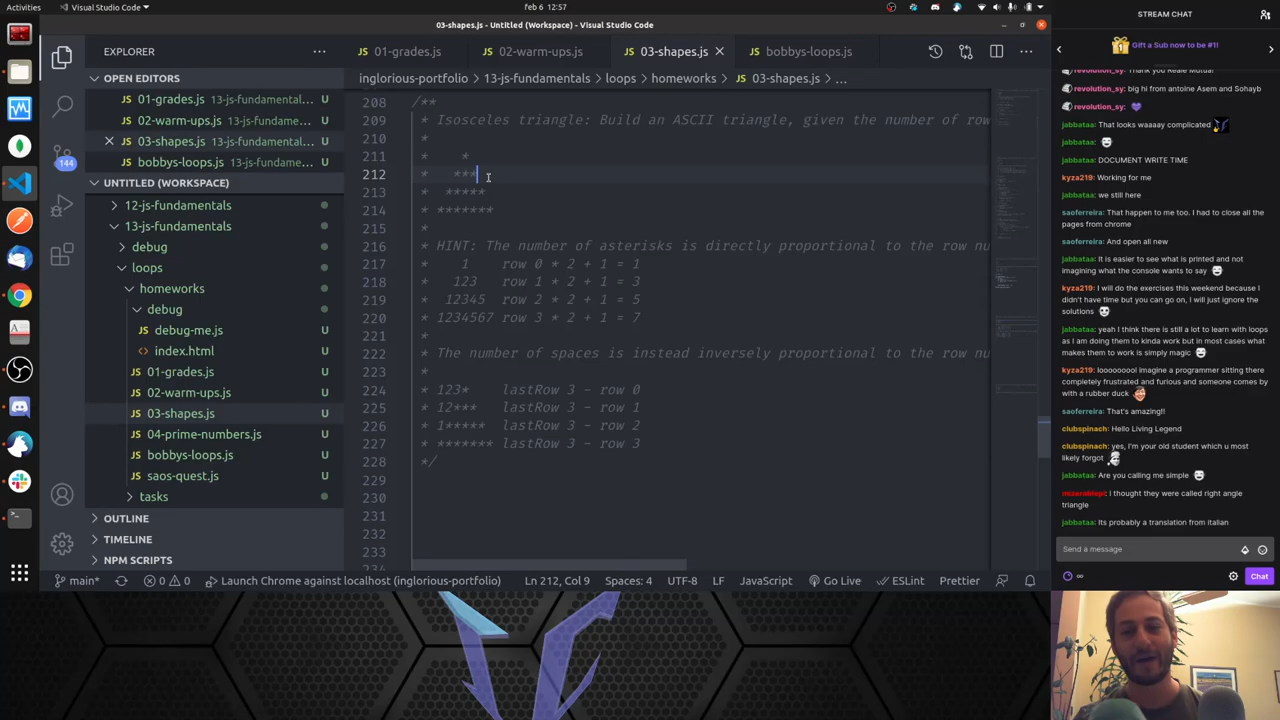 Activities
Visual Studio Code
feb 6 12:57
03-shapes.js - Untitled (Workspace) - Visual Studio Code
EXPLORER
OPEN EDITORS
01-grades.js 13-js-fundamental... U
02-warm-ups.js 13-js-fundame... U
03-shapes.js 13-js-fundamental... U
bobbys-loops.js 13-js-fundame... U
UNTITLED (WORKSPACE)
12-js-fundamentals
13-js-fundamentals
debug
loops
homeworks
debug
debug-me.js U
index.html U
01-grades.js U
02-warm-ups.js U
03-shapes.js U
04-prime-numbers.js U
bobbys-loops.js U
saos-quest.js U
tasks
OUTLINE
TIMELINE
NPM SCRIPTS
144
01-grades.js
02-warm-ups.js
03-shapes.js
bobbys-loops.js
inglorious-portfolio > 13-js-fundamentals > loops > homeworks > 03-shapes.js > ...
208 /**
209 * Isosceles triangle: Build an ASCII triangle, given the number of row
210 *
211 *    *
212 *   ***
213 *  *****
214 * *******
215 *
216 * HINT: The number of asterisks is directly proportional to the row nu
217 *    1    row 0 * 2 + 1 = 1
218 *   123   row 1 * 2 + 1 = 3
219 *  12345  row 2 * 2 + 1 = 5
220 * 1234567 row 3 * 2 + 1 = 7
221 *
222 * The number of spaces is instead inversely proportional to the row nu
223 *
224 * 123*    lastRow 3 - row 0
225 * 12***   lastRow 3 - row 1
226 * 1*****  lastRow 3 - row 2
227 * ******* lastRow 3 - row 3
228 */
229
230
231
232
233
234
main*
0 0
Launch Chrome against localhost (inglorious-portfolio)
Ln 212, Col 9
Spaces: 4
UTF-8
LF
JavaScript
Go Live
ESLint
Prettier
STREAM CHAT
Gift a Sub now to be #1!
revolution_sy: Thank you Reale Mutua!
revolution_sy: big hi from antoine Asem and Sohayb
revolution_sy:
jabbataa: That looks waaaay complicated
jabbataa:
jabbataa: DOCUMENT WRITE TIME
kyza219: Working for me
jabbataa: we still here
saoferreira: That happen to me too. I had to close all the
pages from chrome
saoferreira: And open all new
jabbataa: It is easier to see what is printed and not
imagining what the console wants to say
kyza219: I will do the exercises this weekend because I
didn't have time but you can go on, I will just ignore the
solutions
jabbataa: yeah I think there is still a lot to learn with loops
as I am doing them to kinda work but in most cases what
makes them to work is simply magic
kyza219: looooooool imagine a programmer sitting there
completely frustrated and furious and someone comes by
with a rubber duck
saoferreira: That's amazing!!
clubspinach: Hello Living Legend
clubspinach: yes, I'm your old student which u most
likely forgot
jabbataa: Are you calling me simple
I thought they were called right angle
triangle
jabbataa: Its probably a translation from italian
Send a message
Chat